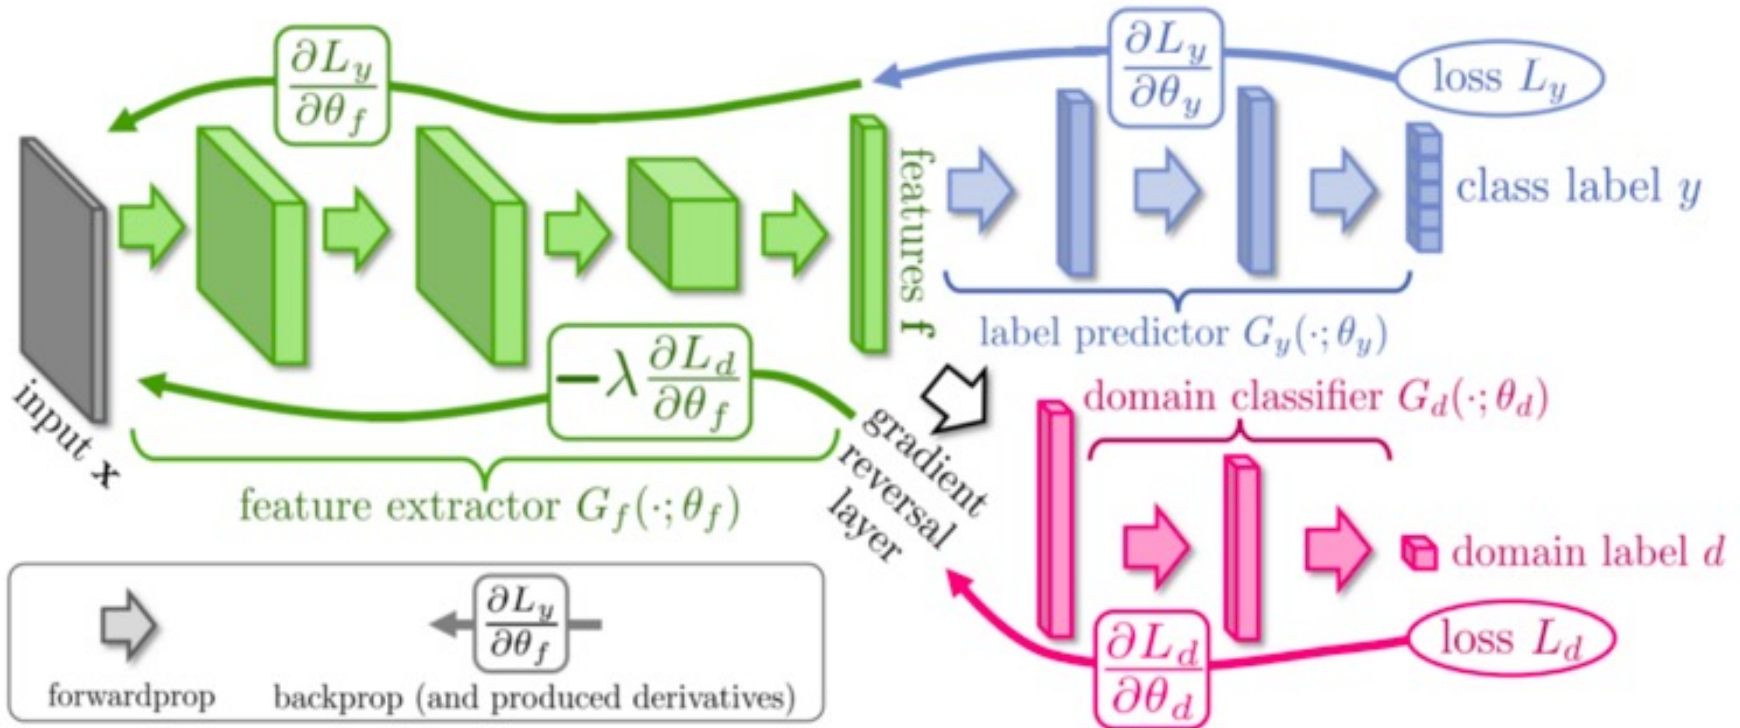 ∂L_y/∂θ_f
∂L_y/∂θ_y
loss L_y
features f
class label y
label predictor G_y(·; θ_y)
input x
−λ ∂L_d/∂θ_f
feature extractor G_f(·; θ_f)
gradient
reversal
layer
domain classifier G_d(·; θ_d)
domain label d
∂L_d/∂θ_d
loss L_d
∂L_y/∂θ_f
forwardprop
backprop (and produced derivatives)